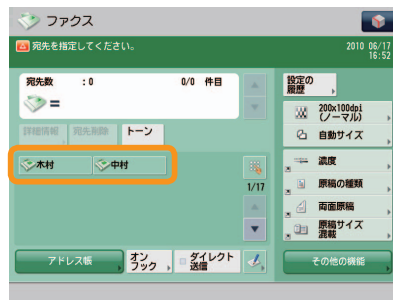 ファクス
宛先を指定してください。
2010 06/17
16:52
宛先数 :0 0/0 件目
=
詳細情報 宛先削除 トーン
木村 中村
1/17
アドレス帳
オン
フック
ダイレクト
送信
設定の
履歴
200x100dpi
(ノーマル)
自動サイズ
濃度
原稿の種類
両面原稿
原稿サイズ
混載
その他の機能